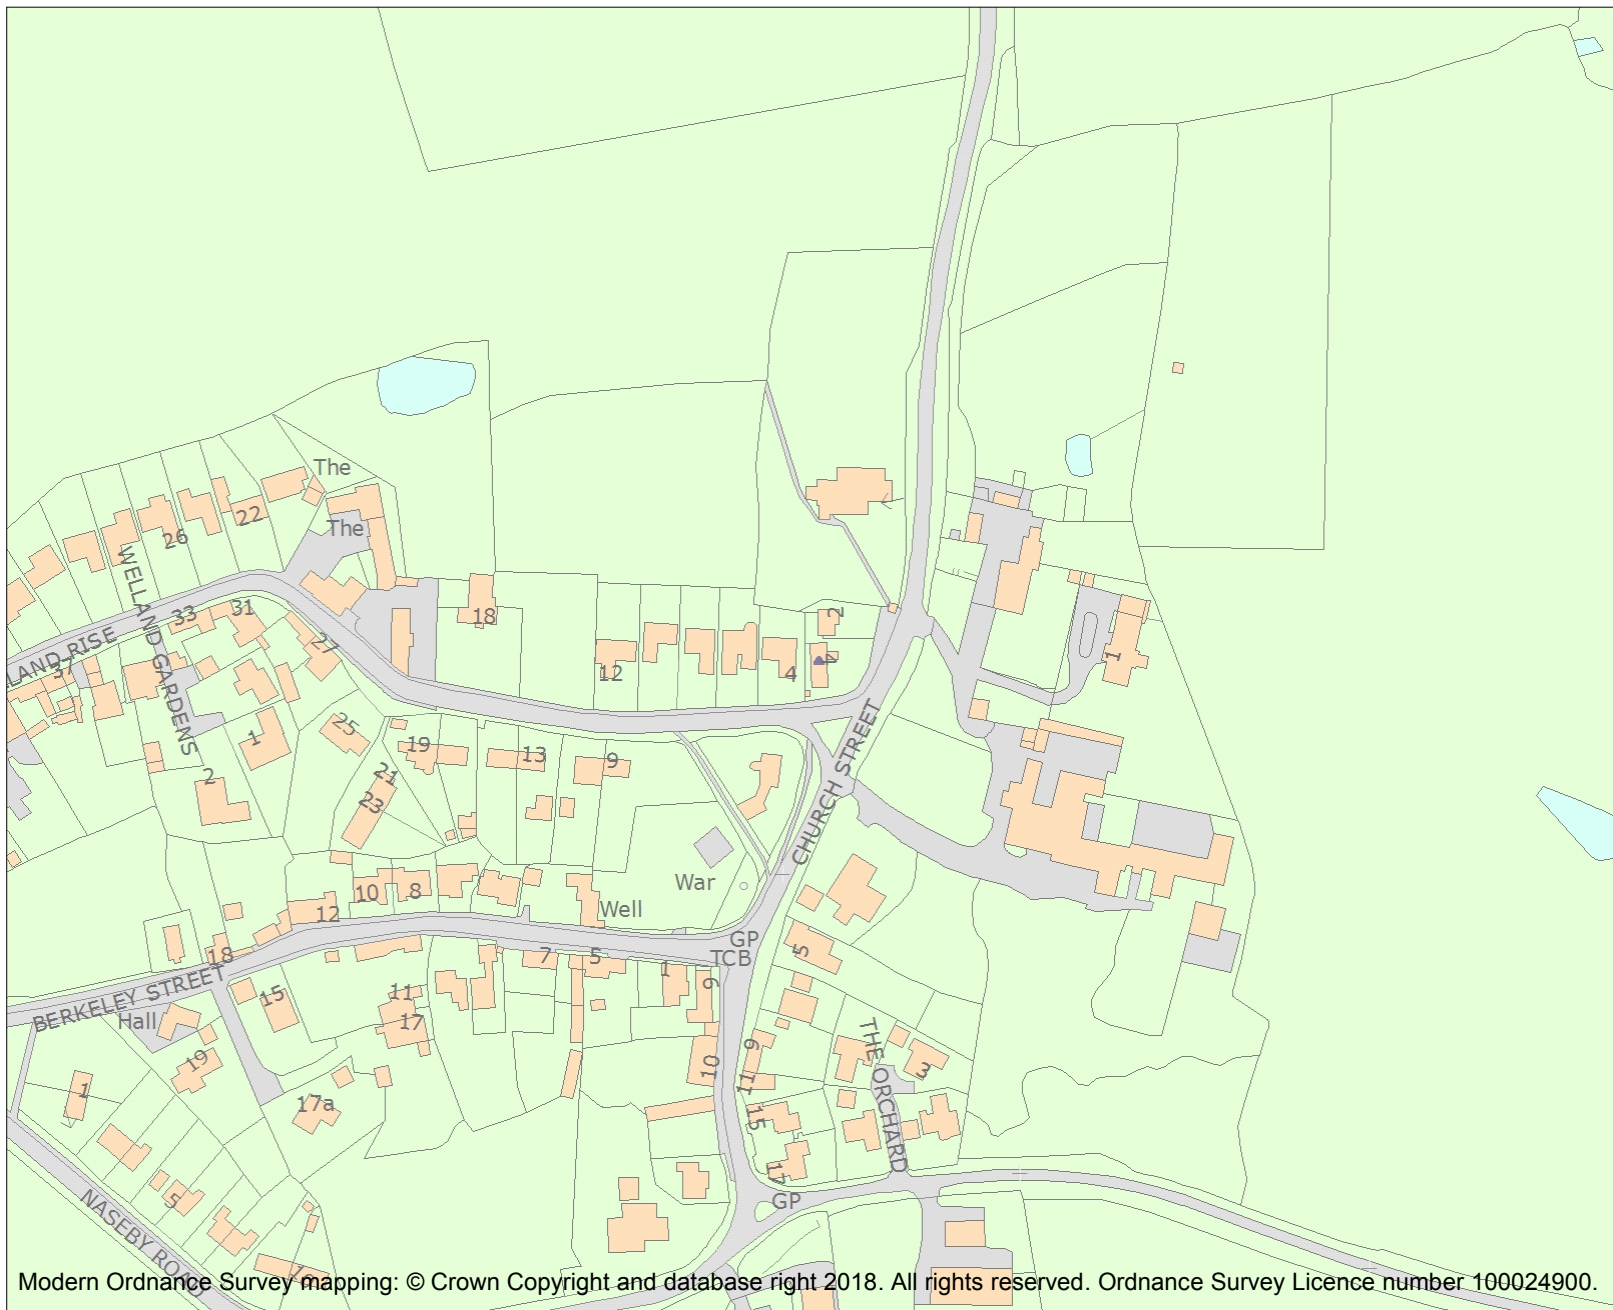 The
The
22
26
WELLAND GARDENS
33
31
27
LAND RISE
37
18
12
4
2
4
1
25
1
19
13
9
21
23
2
CHURCH STREET
War
10
8
12
Well
GP
TCB
18
7
5
1
9
5
BERKELEY STREET
15
11
17
Hall
19
10
9
11
THE ORCHARD
3
1
17a
15
17
GP
5
NASEBY ROAD
Modern Ordnance Survey mapping: © Crown Copyright and database right 2018. All rights reserved. Ordnance Survey Licence number 100024900.